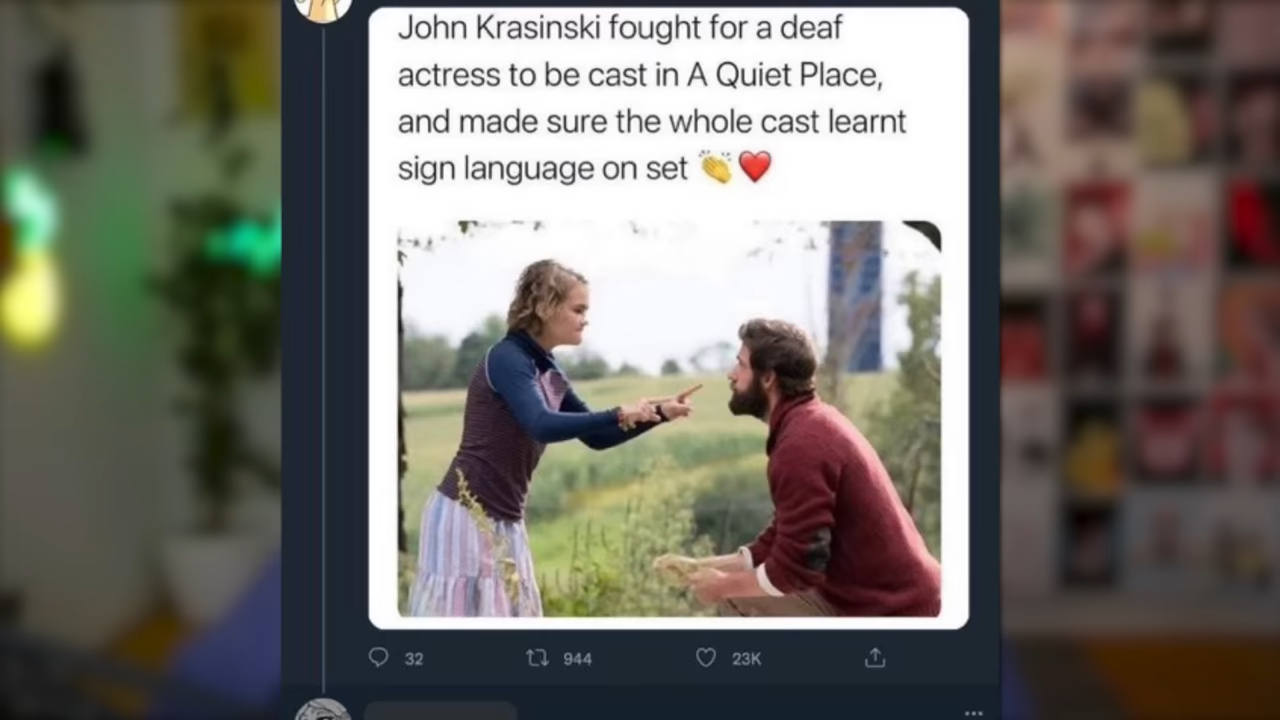 John Krasinski fought for a deaf
actress to be cast in A Quiet Place,
and made sure the whole cast learnt
sign language on set 👏❤️
32 944 23K